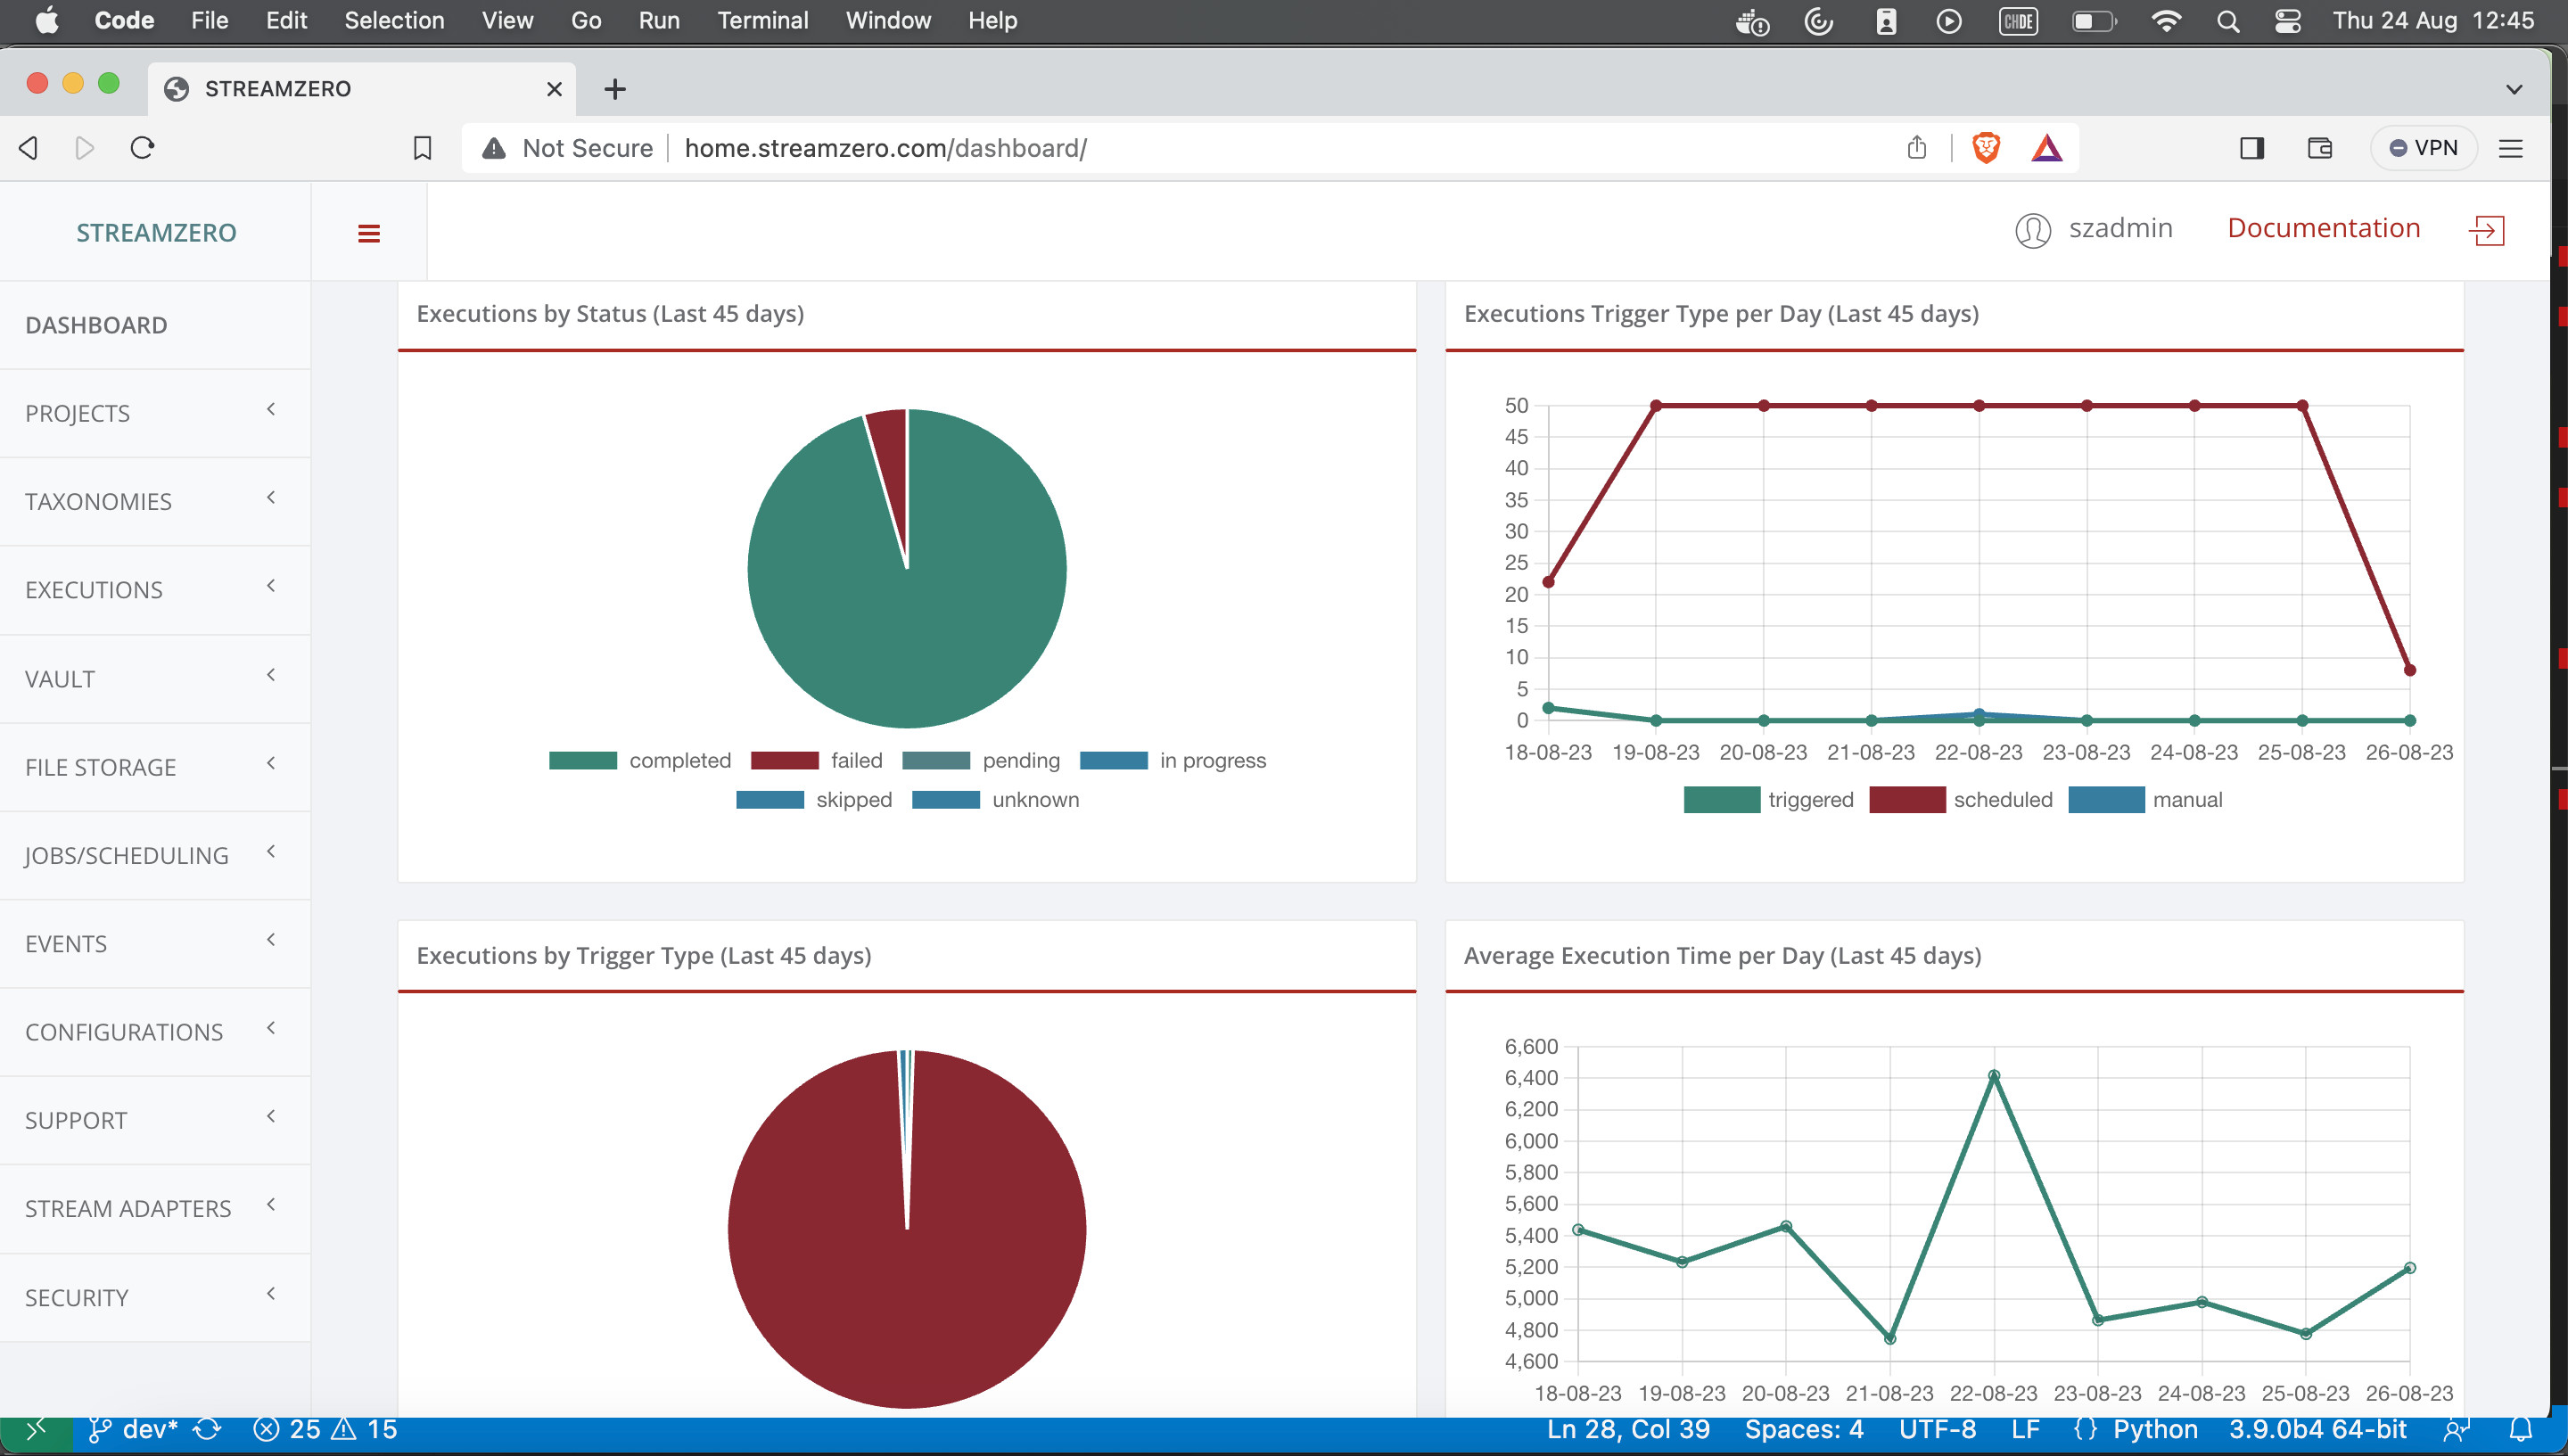 Code File Edit Selection View Go Run Terminal Window Help CHDE Thu 24 Aug 12:45
STREAMZERO
Not Secure home.streamzero.com/dashboard/ VPN
STREAMZERO szadmin Documentation
DASHBOARD
PROJECTS
TAXONOMIES
EXECUTIONS
VAULT
FILE STORAGE
JOBS/SCHEDULING
EVENTS
CONFIGURATIONS
SUPPORT
STREAM ADAPTERS
SECURITY
Executions by Status (Last 45 days)
completed failed pending in progress
skipped unknown
Executions Trigger Type per Day (Last 45 days)
50
45
40
35
30
25
20
15
10
5
0
18-08-23 19-08-23 20-08-23 21-08-23 22-08-23 23-08-23 24-08-23 25-08-23 26-08-23
triggered scheduled manual
Executions by Trigger Type (Last 45 days)
Average Execution Time per Day (Last 45 days)
6,600
6,400
6,200
6,000
5,800
5,600
5,400
5,200
5,000
4,800
4,600
18-08-23 19-08-23 20-08-23 21-08-23 22-08-23 23-08-23 24-08-23 25-08-23 26-08-23
dev* 25 15 Ln 28, Col 39 Spaces: 4 UTF-8 LF {} Python 3.9.0b4 64-bit